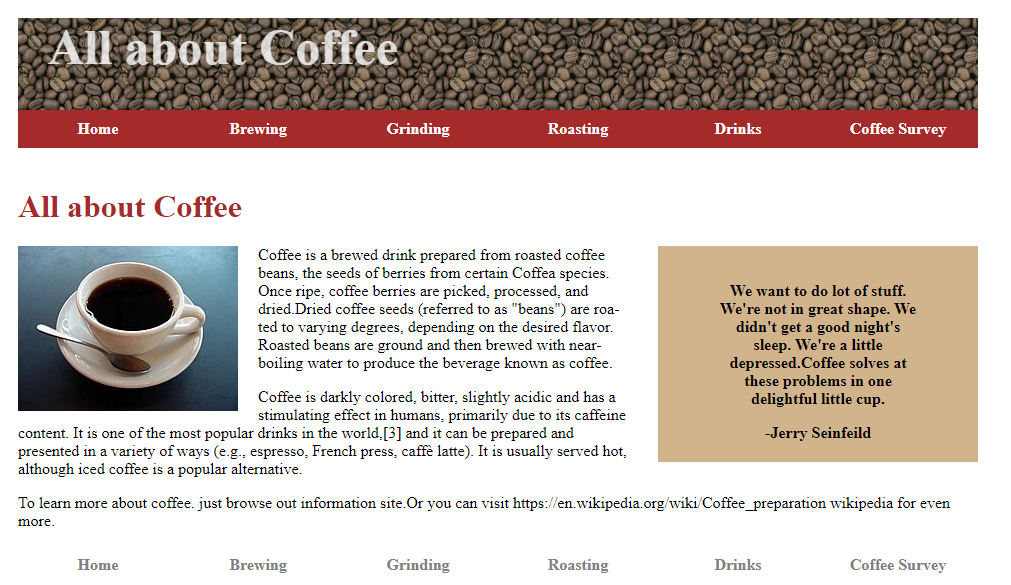 All about Coffee
Home Brewing Grinding Roasting Drinks Coffee Survey
All about Coffee
Coffee is a brewed drink prepared from roasted coffee
beans, the seeds of berries from certain Coffea species.
Once ripe, coffee berries are picked, processed, and
dried.Dried coffee seeds (referred to as "beans") are roa-
ted to varying degrees, depending on the desired flavor.
Roasted beans are ground and then brewed with near-
boiling water to produce the beverage known as coffee.
Coffee is darkly colored, bitter, slightly acidic and has a
stimulating effect in humans, primarily due to its caffeine
content. It is one of the most popular drinks in the world,[3] and it can be prepared and
presented in a variety of ways (e.g., espresso, French press, caffè latte). It is usually served hot,
although iced coffee is a popular alternative.
We want to do lot of stuff.
We're not in great shape. We
didn't get a good night's
sleep. We're a little
depressed.Coffee solves at
these problems in one
delightful little cup.
-Jerry Seinfeild
To learn more about coffee. just browse out information site.Or you can visit https://en.wikipedia.org/wiki/Coffee_preparation wikipedia for even
more.
Home Brewing Grinding Roasting Drinks Coffee Survey